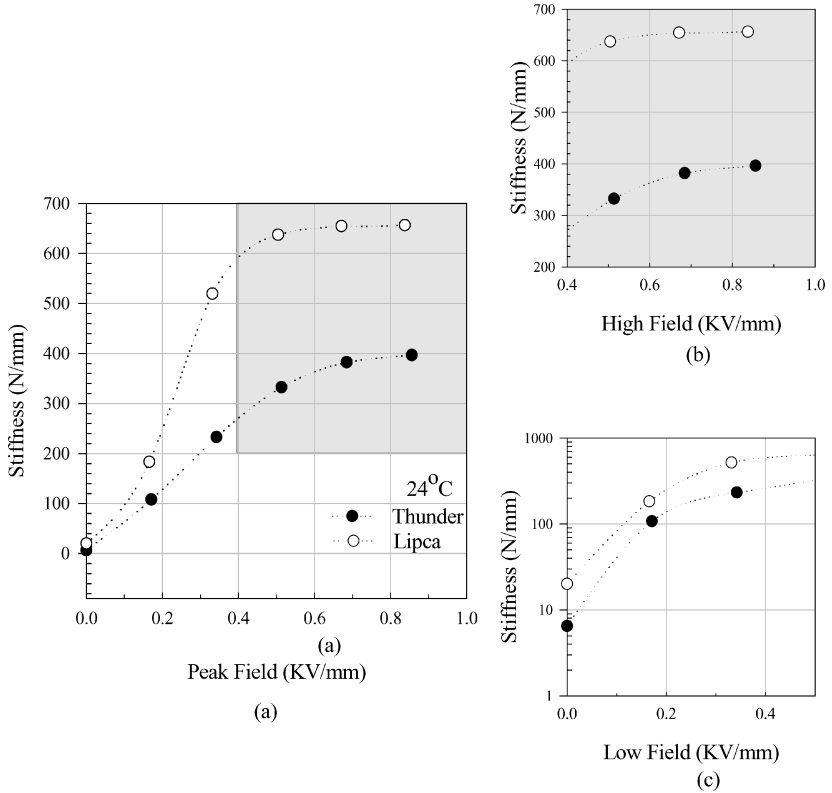 700
600
500
400
300
200
100
0
Stiffness (N/mm)
24°C
Thunder
Lipca
0.0 0.2 0.4 0.6 0.8 1.0
(a)
Peak Field (KV/mm)
(a)
700
600
500
400
300
200
Stiffness (N/mm)
0.4 0.6 0.8 1.0
High Field (KV/mm)
(b)
1000
100
10
1
Stiffness (N/mm)
0.0 0.2 0.4
Low Field (KV/mm)
(c)